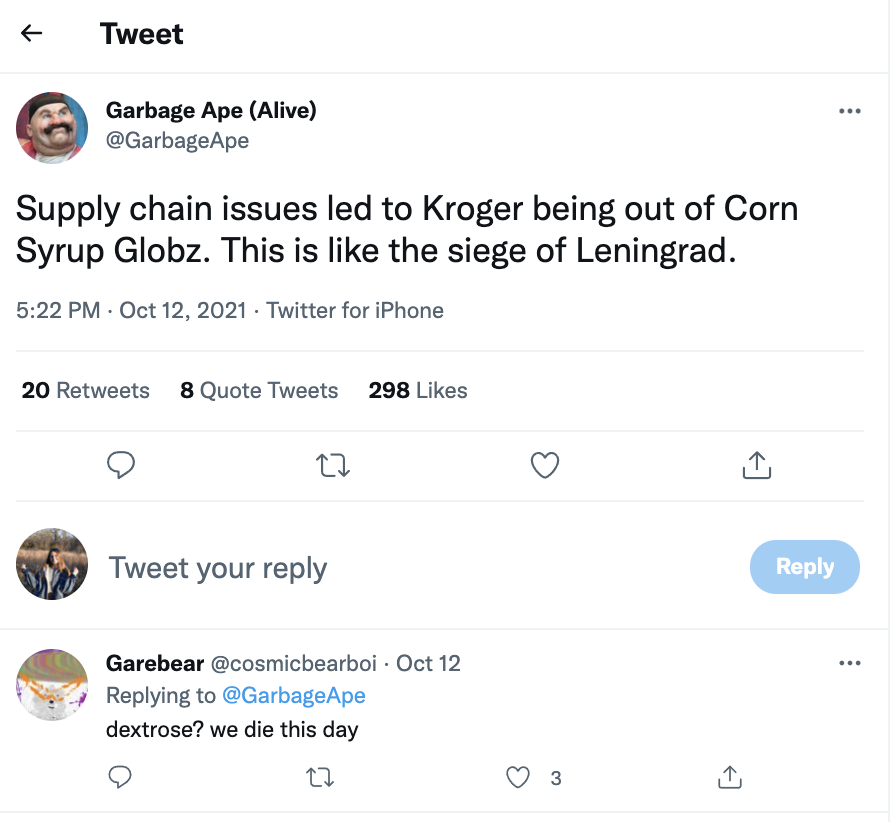 Tweet
Garbage Ape (Alive)
@GarbageApe
Supply chain issues led to Kroger being out of Corn
Syrup Globz. This is like the siege of Leningrad.
5:22 PM · Oct 12, 2021 · Twitter for iPhone
20 Retweets 8 Quote Tweets 298 Likes
Tweet your reply
Reply
Garebear @cosmicbearboi · Oct 12
Replying to @GarbageApe
dextrose? we die this day
3